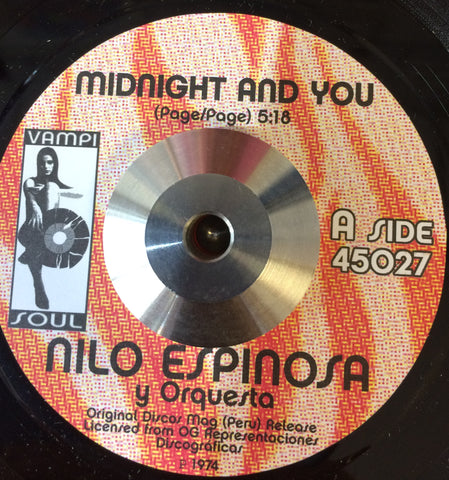 MIDNIGHT AND YOU
(Page/Page) 5:18
VAMPI
SOUL
A SIDE
45027
NILO ESPINOSA
y Orquesta
Original Discos Mag (Peru) Release
Licensed from OG Representaciones
Discográficas
℗ 1974